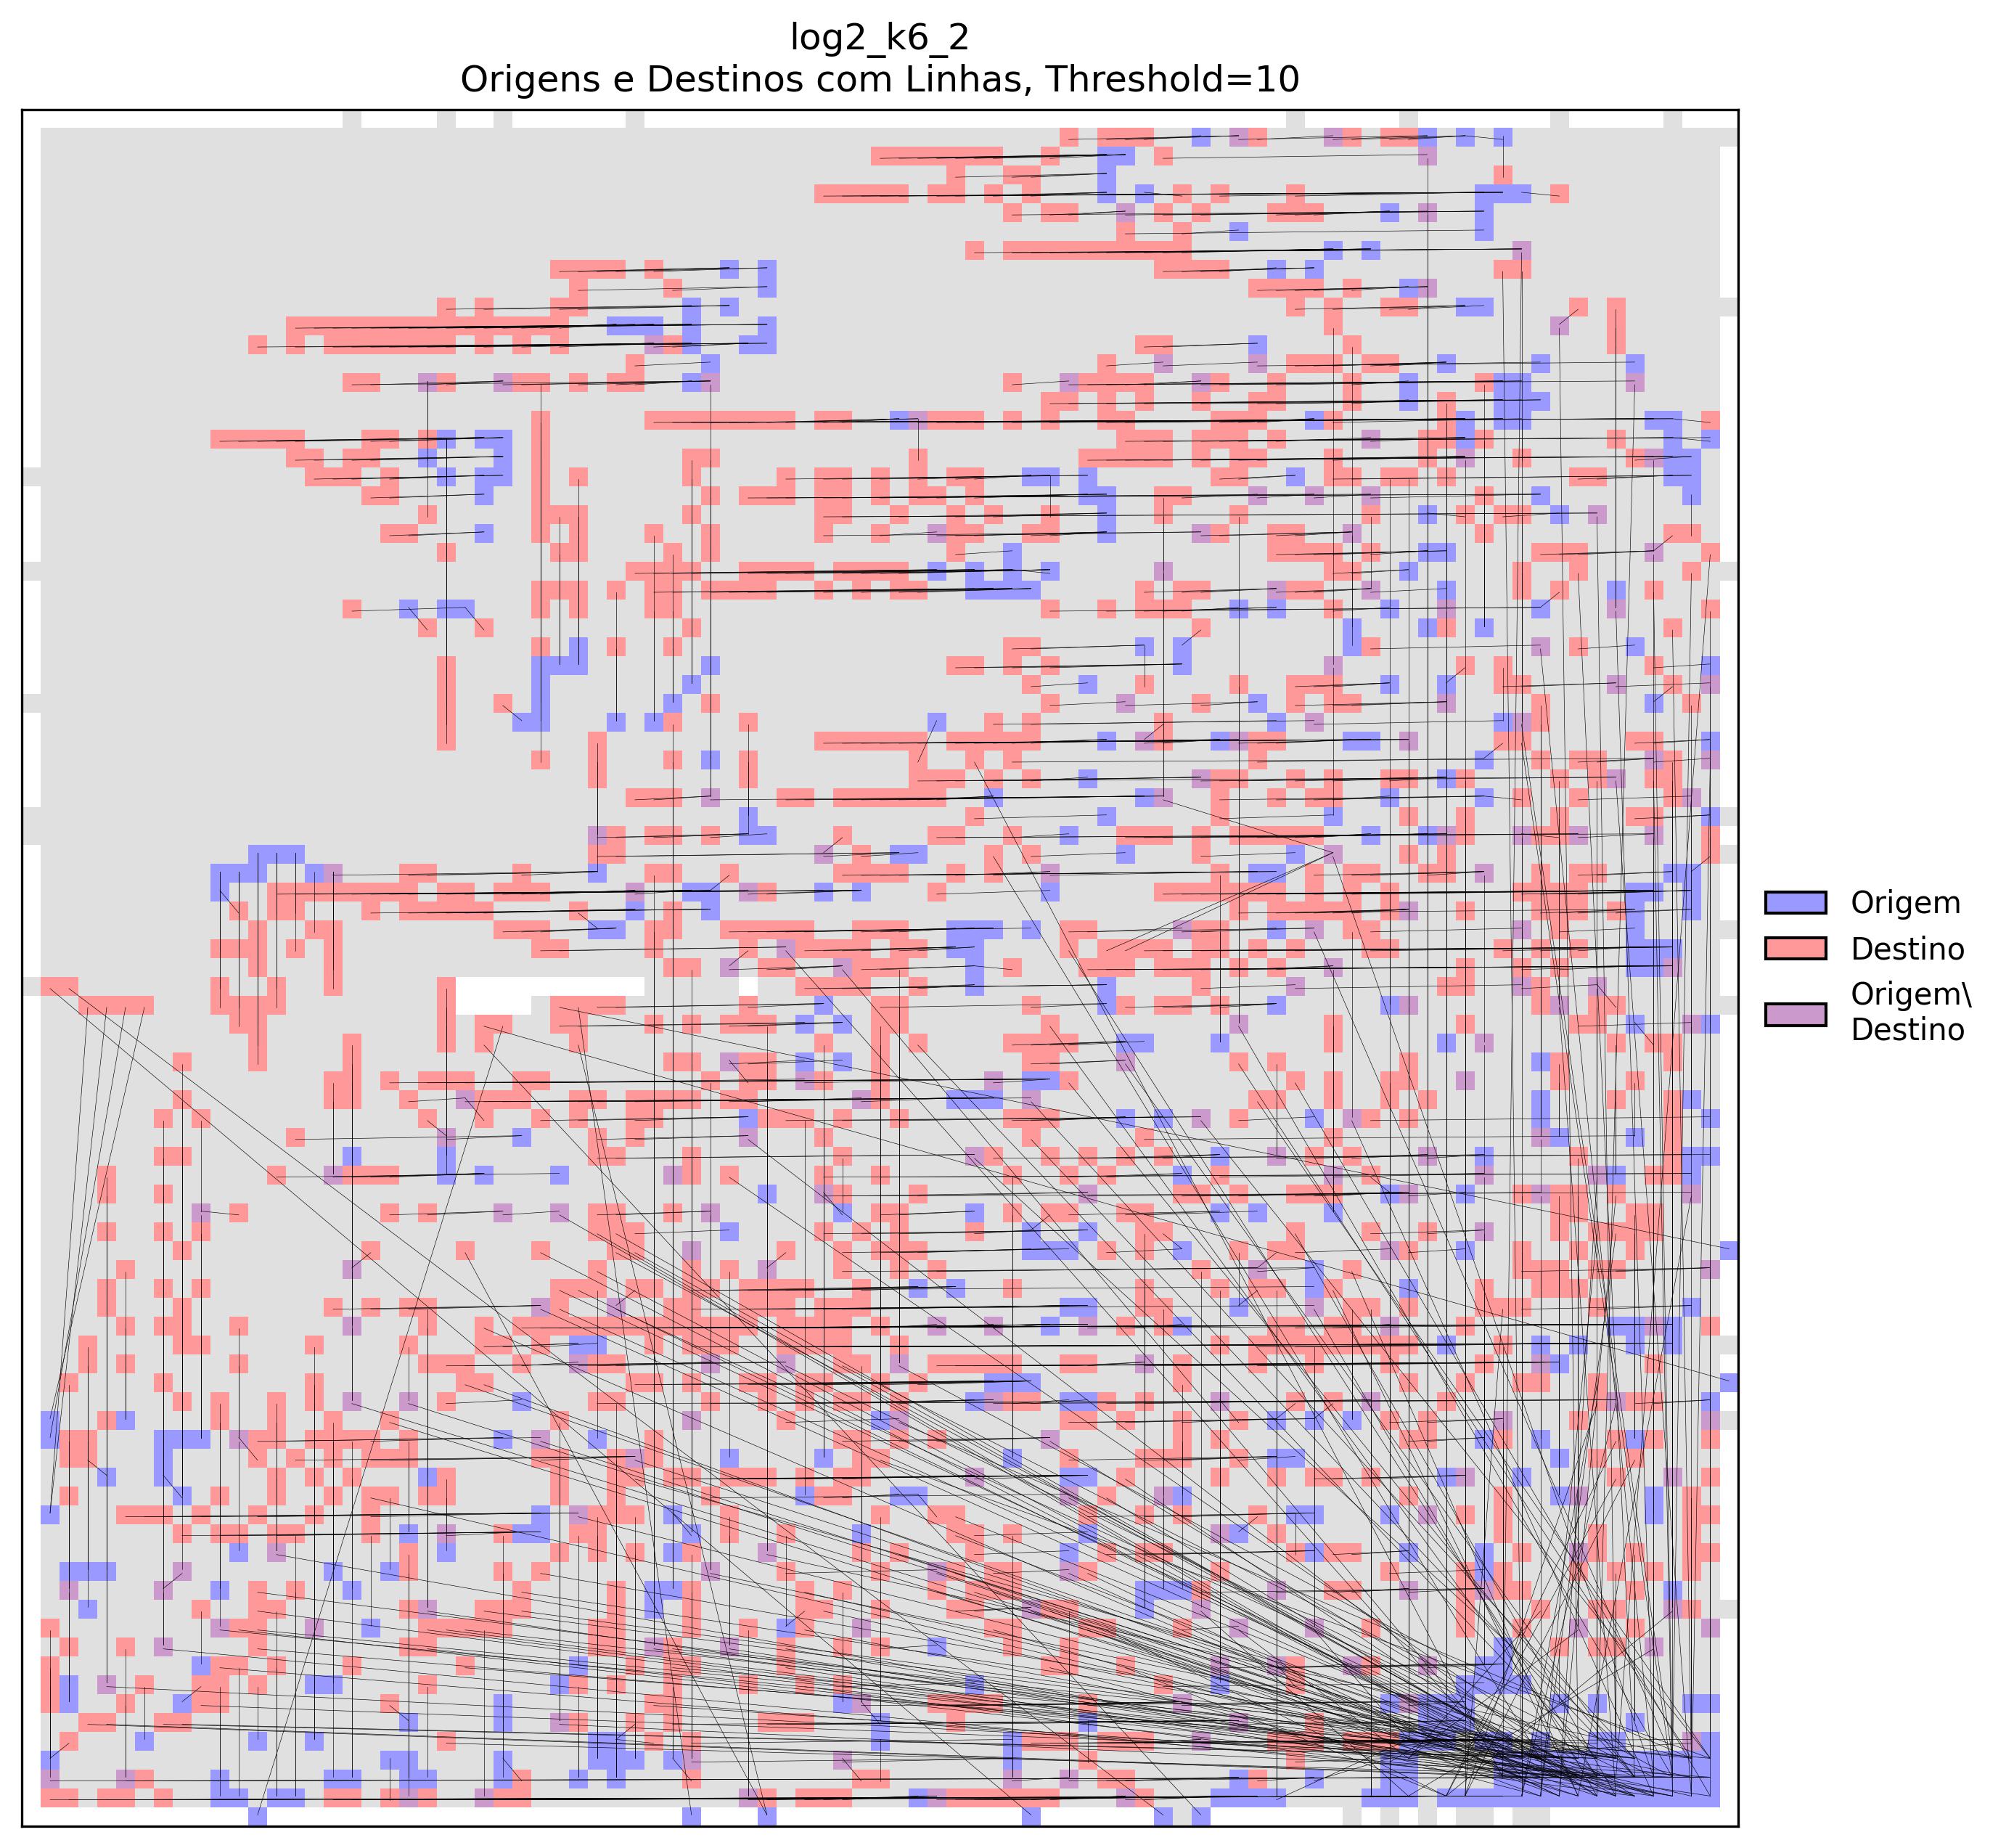 log2_k6_2
Origens e Destinos com Linhas, Threshold=10
Origem
Destino
Origem\
Destino